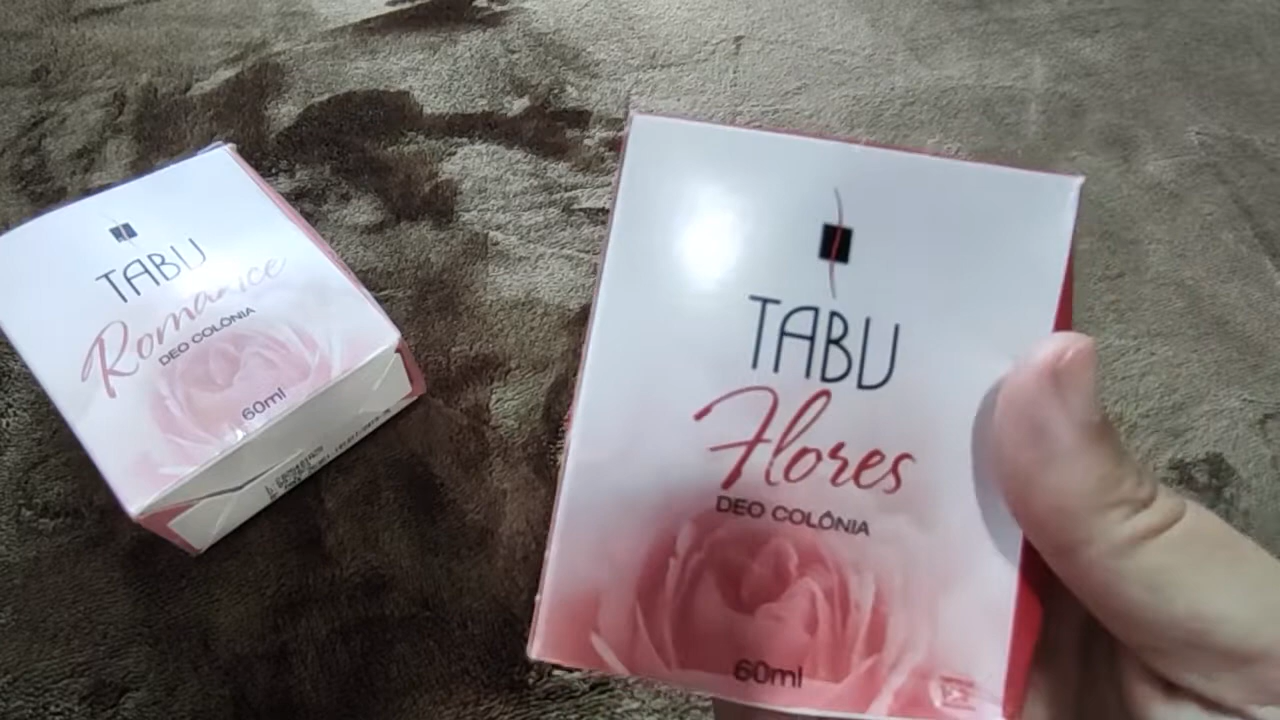 TABU
Romance
DEO COLÔNIA
60ml
TABU
Flores
DEO COLÔNIA
60ml